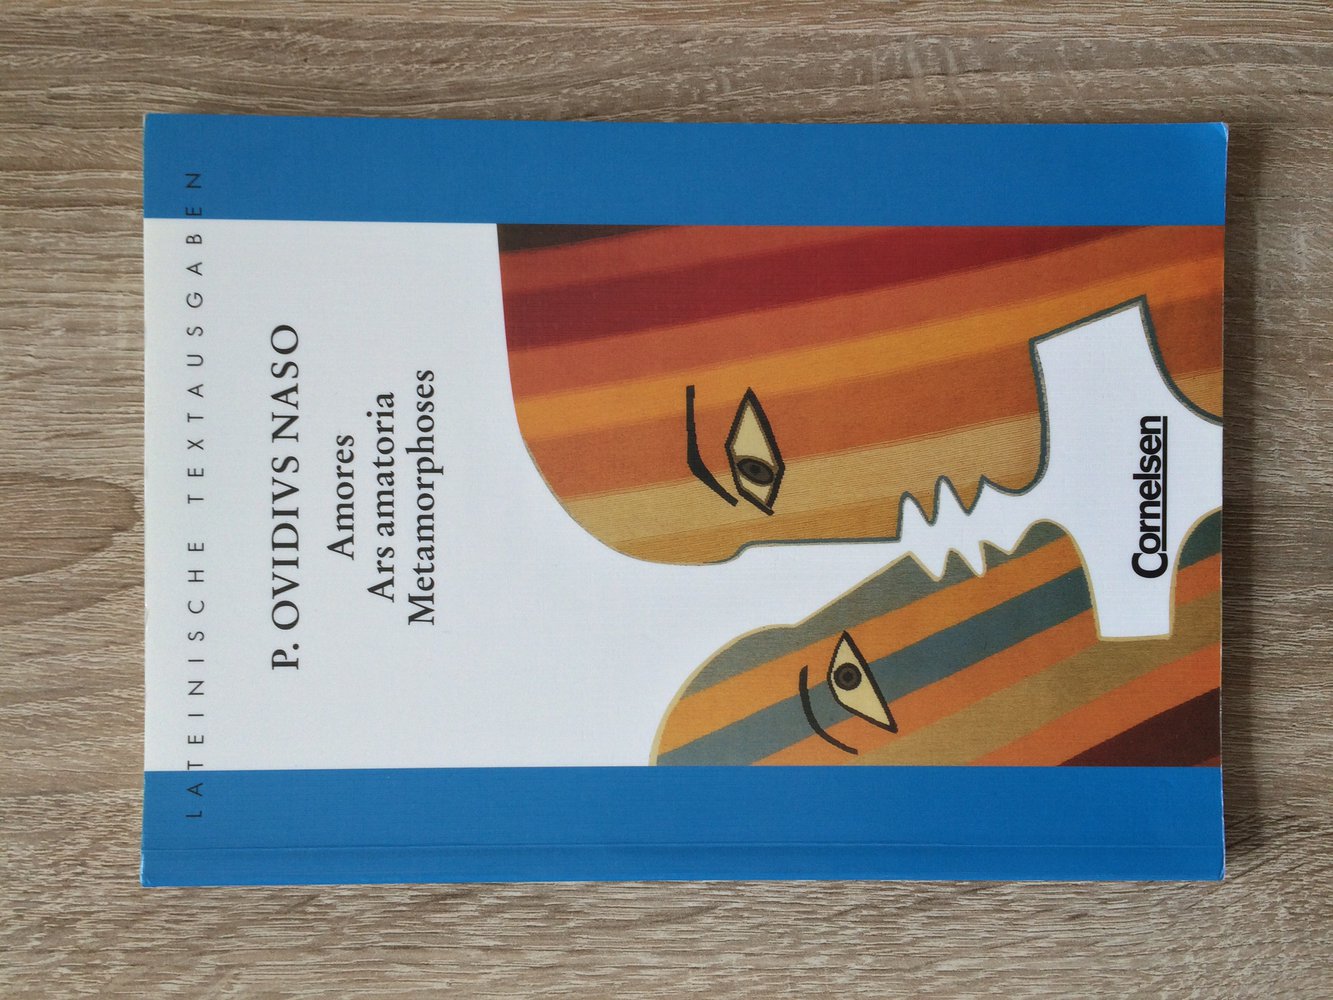 LATEINISCHE TEXTAUSGABEN
P. OVIDIVS NASO
Amores
Ars amatoria
Metamorphoses
Cornelsen